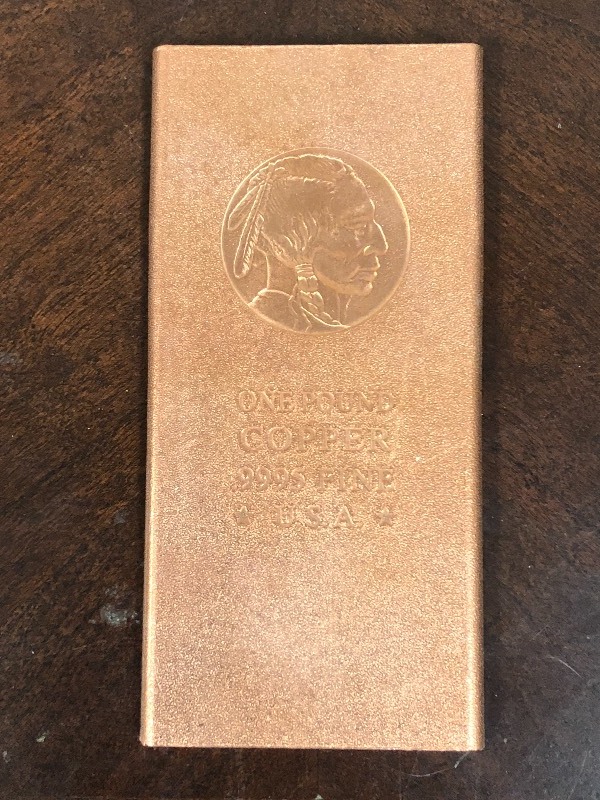 ONE POUND
COPPER
.9995 FINE
★ U.S.A. ★